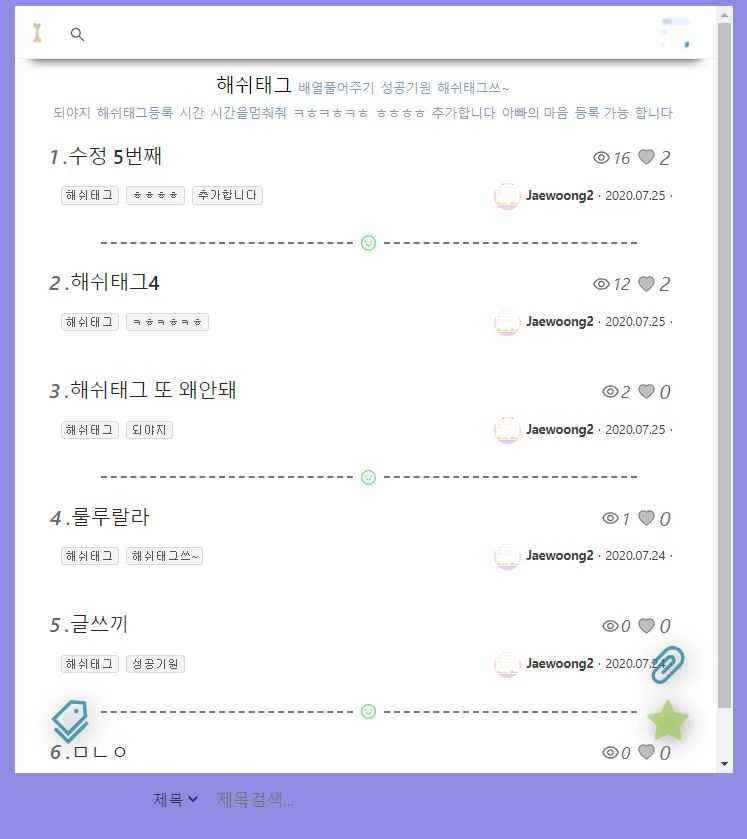 해쉬태그 배열풀어주기 성공기원 해쉬태그쓰~
되야지 해쉬태그등록 시간 시간을멈춰줘 ㅋㅎㅋㅎㅋㅎ ㅎㅎㅎㅎ 추가합니다 아빠의 마음 등록 가능 합니다
1 .수정 5번째 16 2
해쉬태그 ㅎㅎㅎㅎ 추가합니다 Jaewoong2 · 2020.07.25 ·
2 .해쉬태그4 12 2
해쉬태그 ㅋㅎㅋㅎㅋㅎ Jaewoong2 · 2020.07.25 ·
3 .해쉬태그 또 왜안돼 2 0
해쉬태그 되야지 Jaewoong2 · 2020.07.25 ·
4 .룰루랄라 1 0
해쉬태그 해쉬태그쓰~ Jaewoong2 · 2020.07.24 ·
5 .글쓰끼 0 0
해쉬태그 성공기원 Jaewoong2 · 2020.07.24
6 .ㅁㄴㅇ 0 0
제목 제목검색...